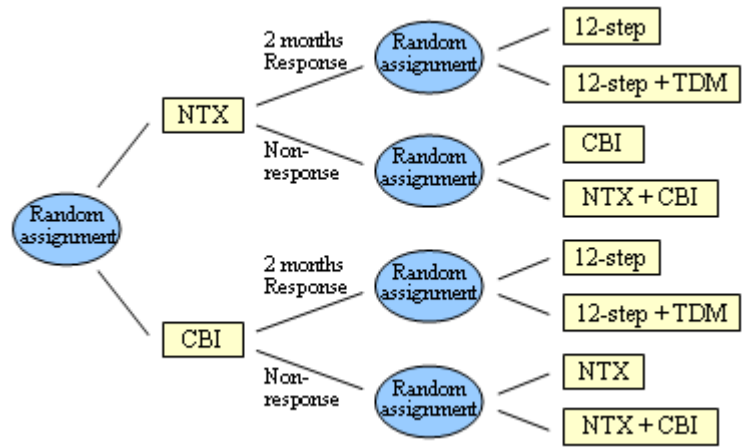 Random
assignment
NTX
2 months
Response
Random
assignment
12-step
12-step + TDM
Non-
response
Random
assignment
CBI
NTX + CBI
CBI
2 months
Response
Random
assignment
12-step
12-step + TDM
Non-
response
Random
assignment
NTX
NTX + CBI